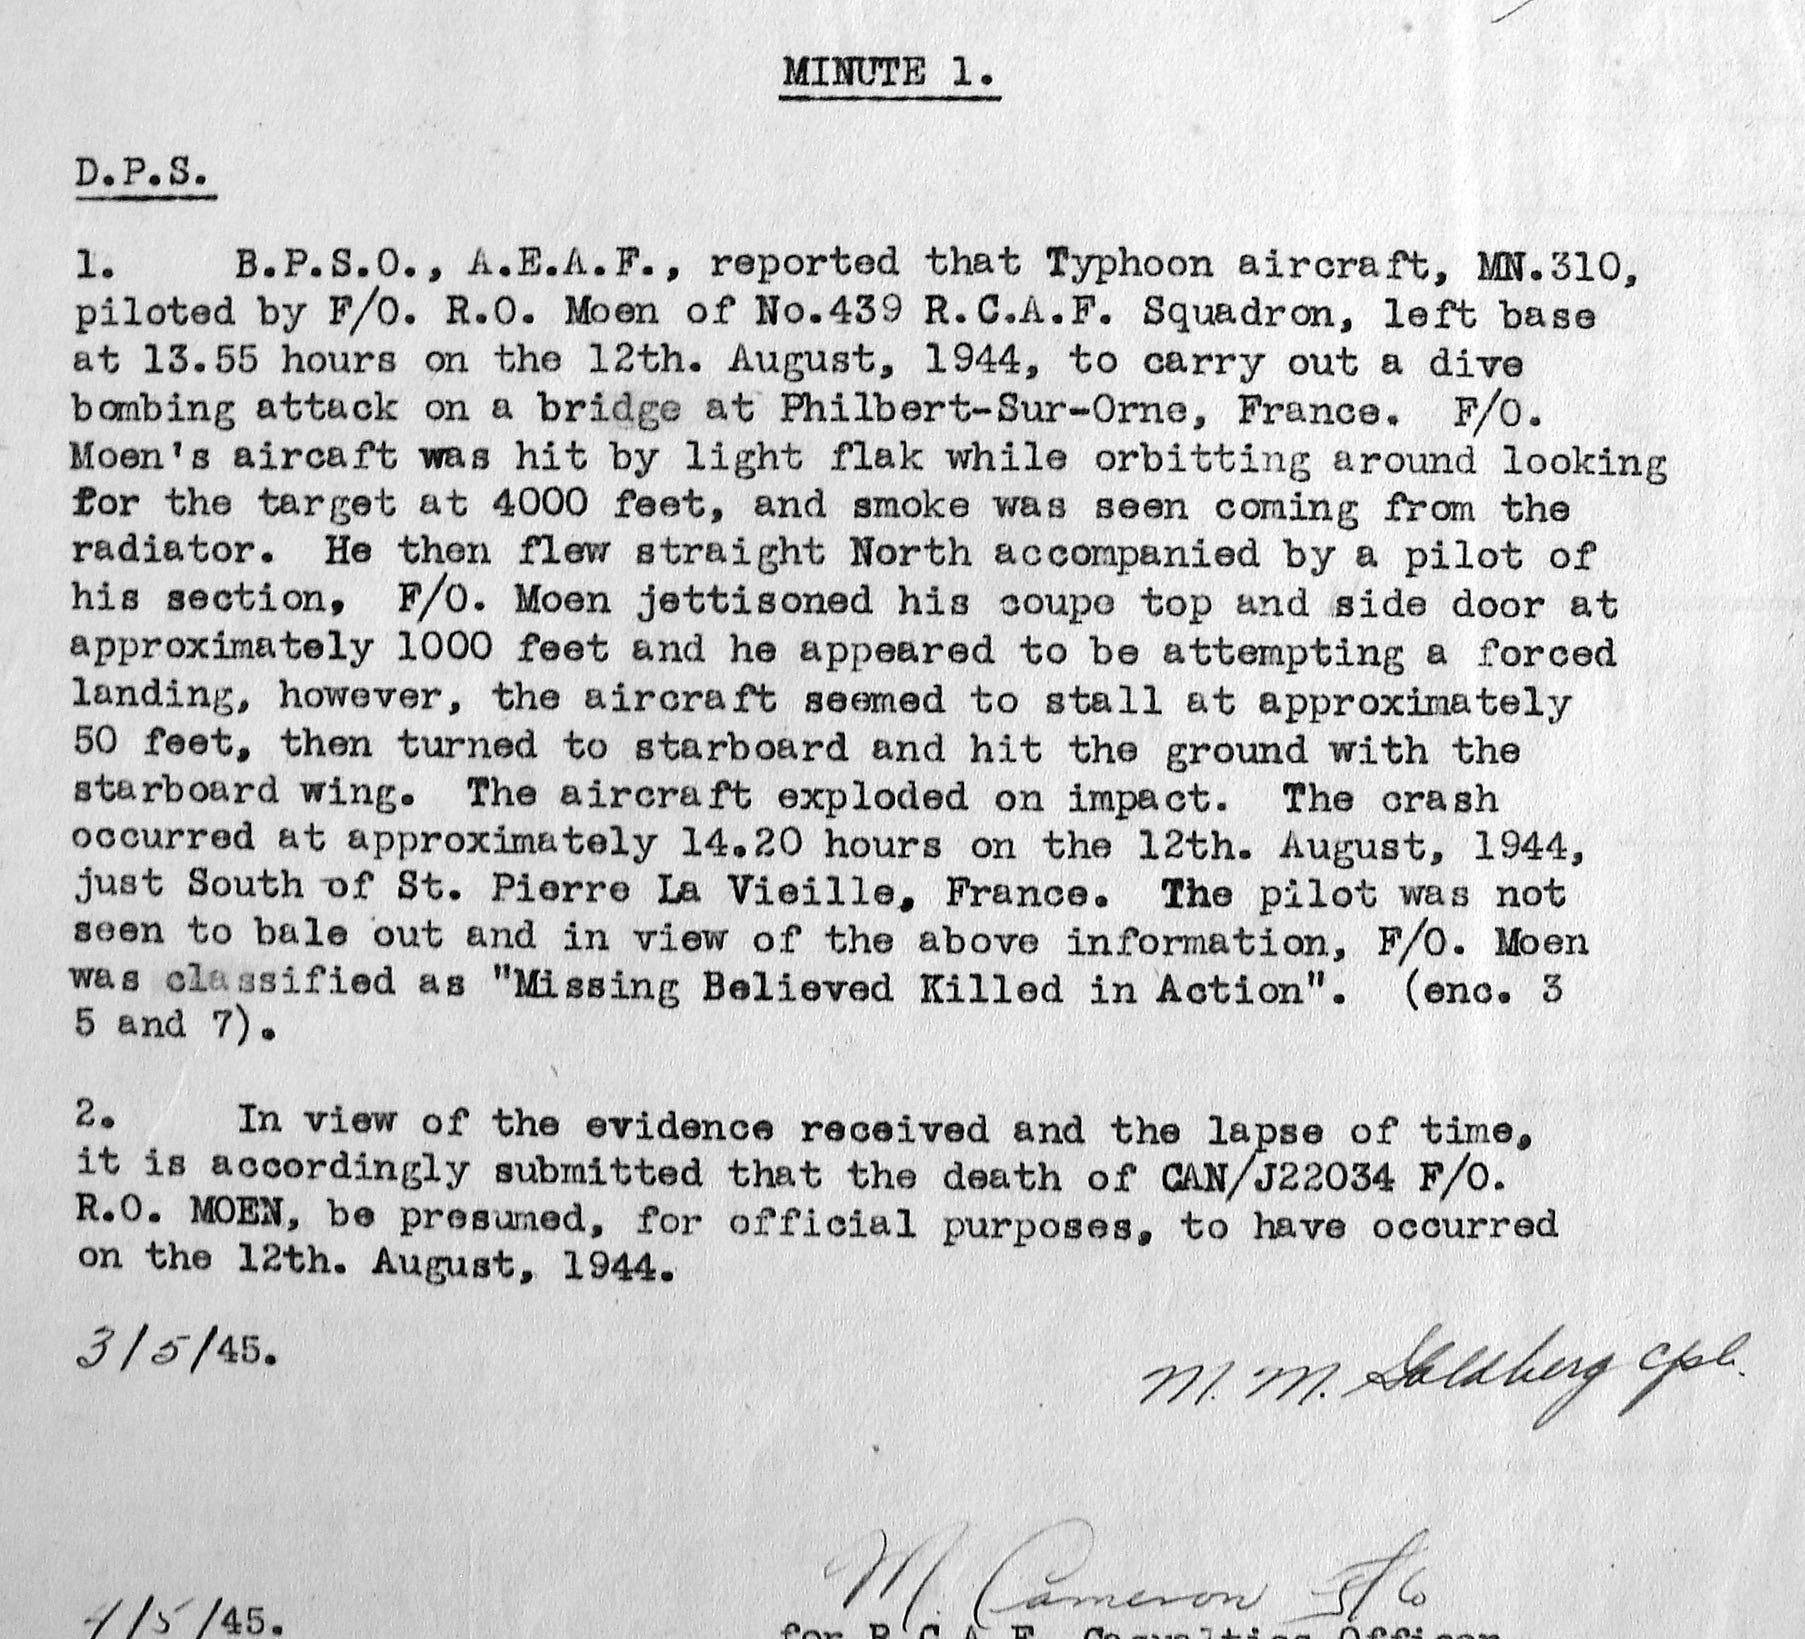 MINUTE 1.
D.P.S.
1. B.P.S.O., A.E.A.F., reported that Typhoon aircraft, MN.310,
piloted by F/O. R.O. Moen of No.439 R.C.A.F. Squadron, left base
at 13.55 hours on the 12th. August, 1944, to carry out a dive
bombing attack on a bridge at Philbert-Sur-Orne, France. F/O.
Moen's aircaft was hit by light flak while orbitting around looking
for the target at 4000 feet, and smoke was seen coming from the
radiator. He then flew straight North accompanied by a pilot of
his section, F/O. Moen jettisoned his coupe top and side door at
approximately 1000 feet and he appeared to be attempting a forced
landing, however, the aircraft seemed to stall at approximately
50 feet, then turned to starboard and hit the ground with the
starboard wing. The aircraft exploded on impact. The crash
occurred at approximately 14.20 hours on the 12th. August, 1944,
just South of St. Pierre La Vieille, France. The pilot was not
seen to bale out and in view of the above information, F/O. Moen
was classified as "Missing Believed Killed in Action". (enc. 3
5 and 7).
2. In view of the evidence received and the lapse of time,
it is accordingly submitted that the death of CAN/J22034 F/O.
R.O. MOEN, be presumed, for official purposes, to have occurred
on the 12th. August, 1944.
3/5/45.
M. M. Goldberg Cpl.
M. Cameron F/O
4/5/45.
for R.C.A.F. Casualties Officer